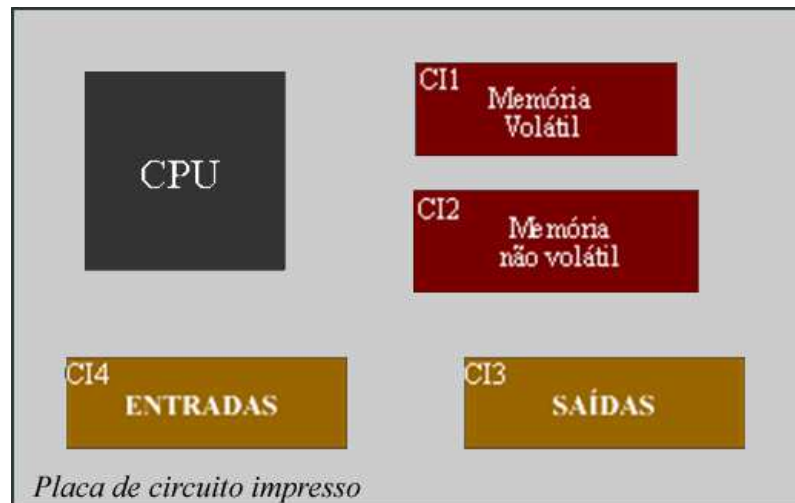 CPU
CI1
Memória
Volátil
CI2
Memória
não volátil
CI4
ENTRADAS
CI3
SAÍDAS
Placa de circuito impresso